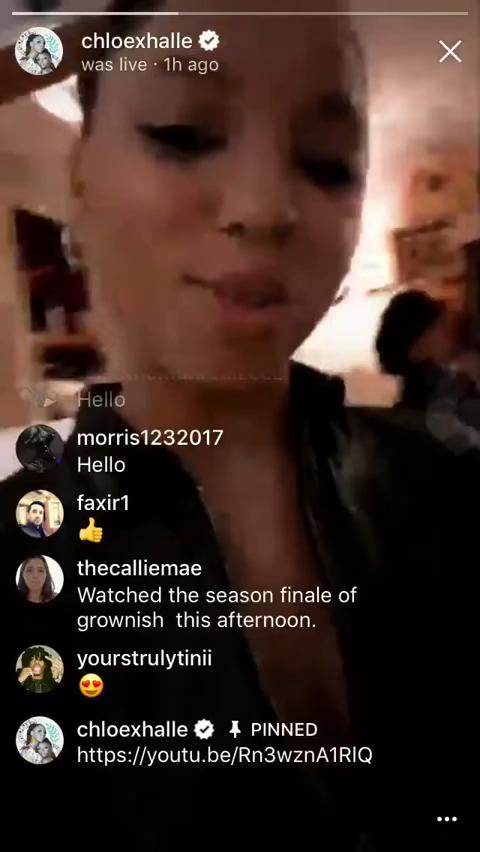 chloexhalle
was live · 1h ago
Hello
morris1232017
Hello
faxir1
👍
thecalliemae
Watched the season finale of
grownish this afternoon.
yourstrulytinii
😍
chloexhalle PINNED
https://youtu.be/Rn3wznA1RlQ